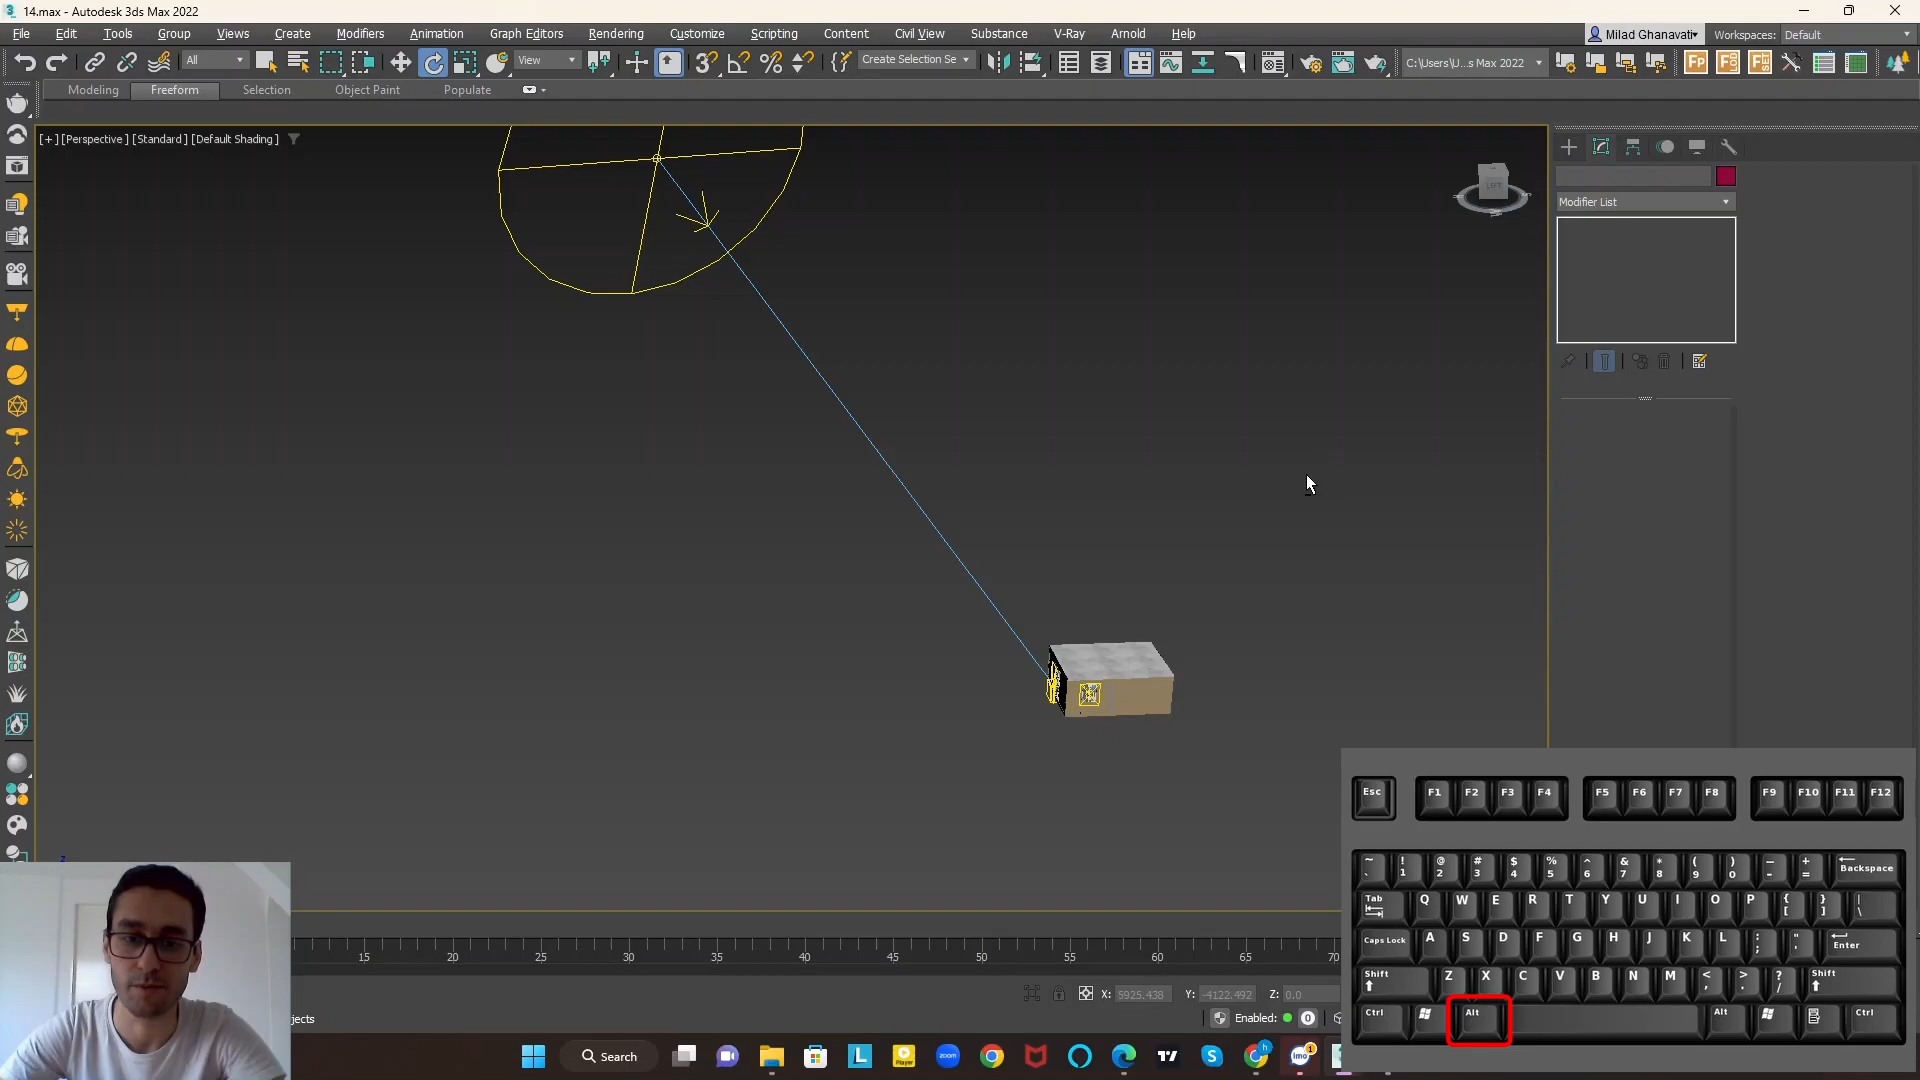 14.max - Autodesk 3ds Max 2022
File Edit Tools Group Views Create Modifiers Animation Graph Editors Rendering Customize Scripting Content Civil View Substance V-Ray Arnold Help
Milad Ghanavati
Workspaces: Default
All
View
Create Selection Se
C:\Users\U...s Max 2022
Modeling Freeform Selection Object Paint Populate
[+] [Perspective] [Standard] [Default Shading]
LEFT
Modifier List
z
15 20 25 30 35 40 45 50 55 60 65 70
X: 5925.438 Y: -4122.492 Z: 0.0
jects
Enabled: 0
Search
Esc F1 F2 F3 F4 F5 F6 F7 F8 F9 F10 F11 F12
~ ` ! 1 @ 2 # 3 $ 4 % 5 ^ 6 & 7 * 8 ( 9 ) 0 - - + = Backspace
Tab Q W E R T Y U I O P { [ } ] | \
Caps Lock A S D F G H J K L : ; " ' Enter
Shift Z X C V B N M < , > . ? / Shift
Ctrl Alt Alt Ctrl